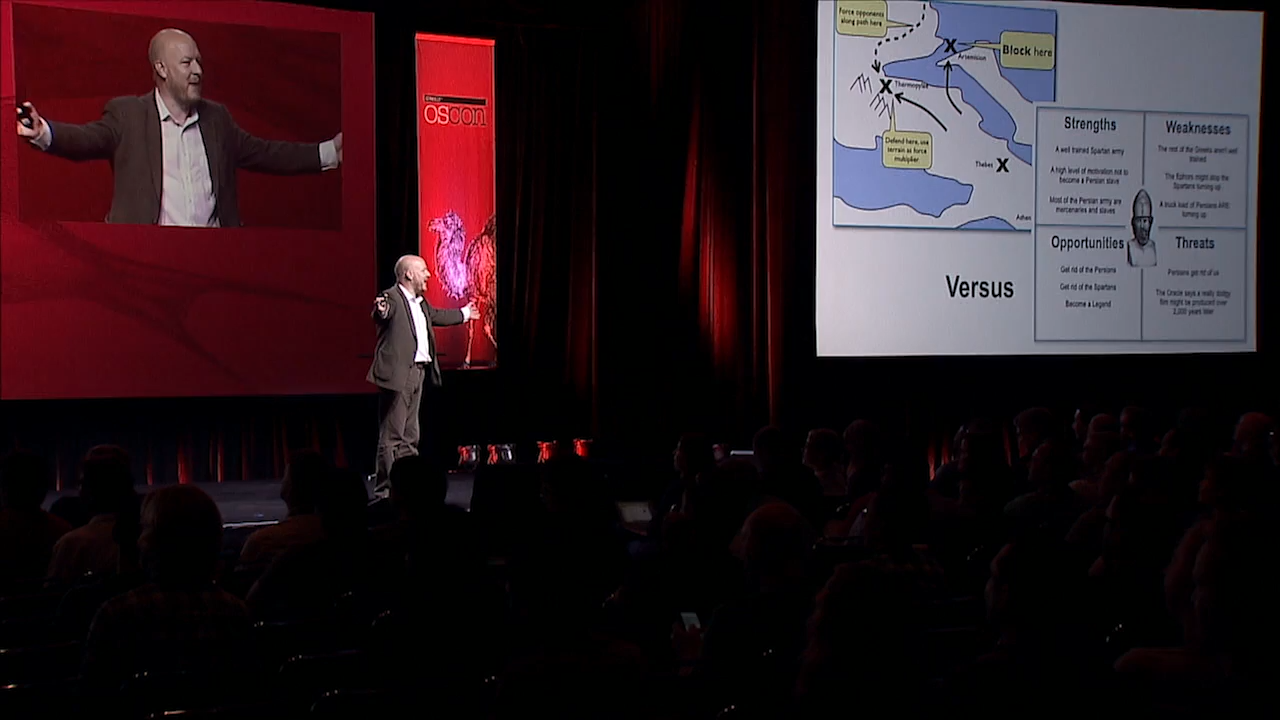 O'REILLY
OSCON
Force opponents
along path here
Block here
Artemision
Thermopylae
Defend here, use
terrain as force
multiplier
Thebes
Athen
Versus
Strengths
A well trained Spartan army
A high level of motivation not to
become a Persian slave
Most of the Persian army are
mercenaries and slaves
Weaknesses
The rest of the Greeks aren't well
trained
The Ephors might stop the
Spartans turning up
A truck load of Persians ARE
turning up
Opportunities
Get rid of the Persians
Get rid of the Spartans
Become a Legend
Threats
Persians get rid of us
The Oracle says a really dodgy
film might be produced over
2,000 years later